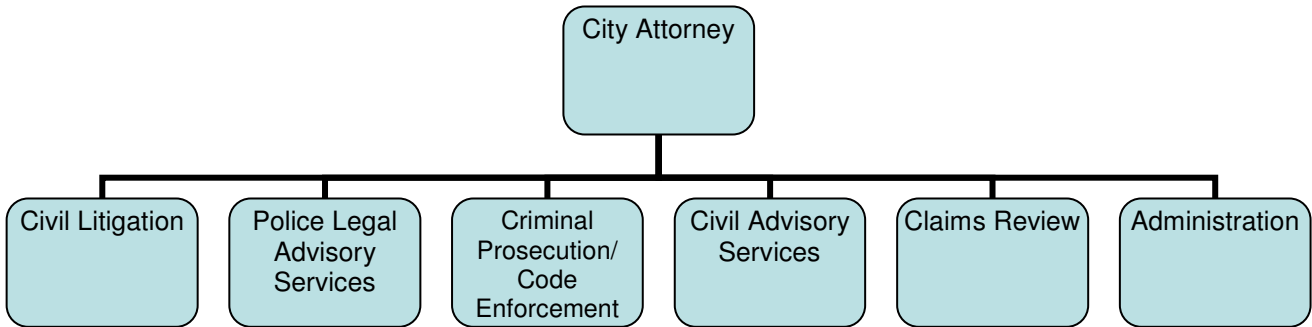 City Attorney
Civil Litigation
Police Legal
Advisory
Services
Criminal
Prosecution/
Code
Enforcement
Civil Advisory
Services
Claims Review
Administration